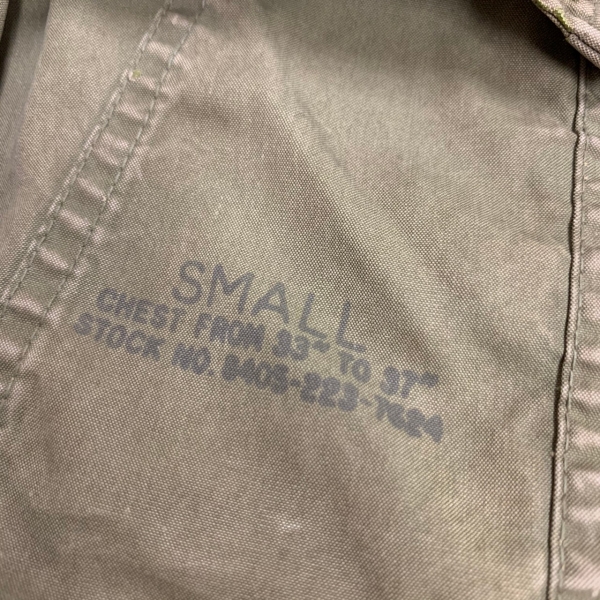 SMALL
CHEST FROM 33" TO 37"
STOCK NO. 8405-223-7624